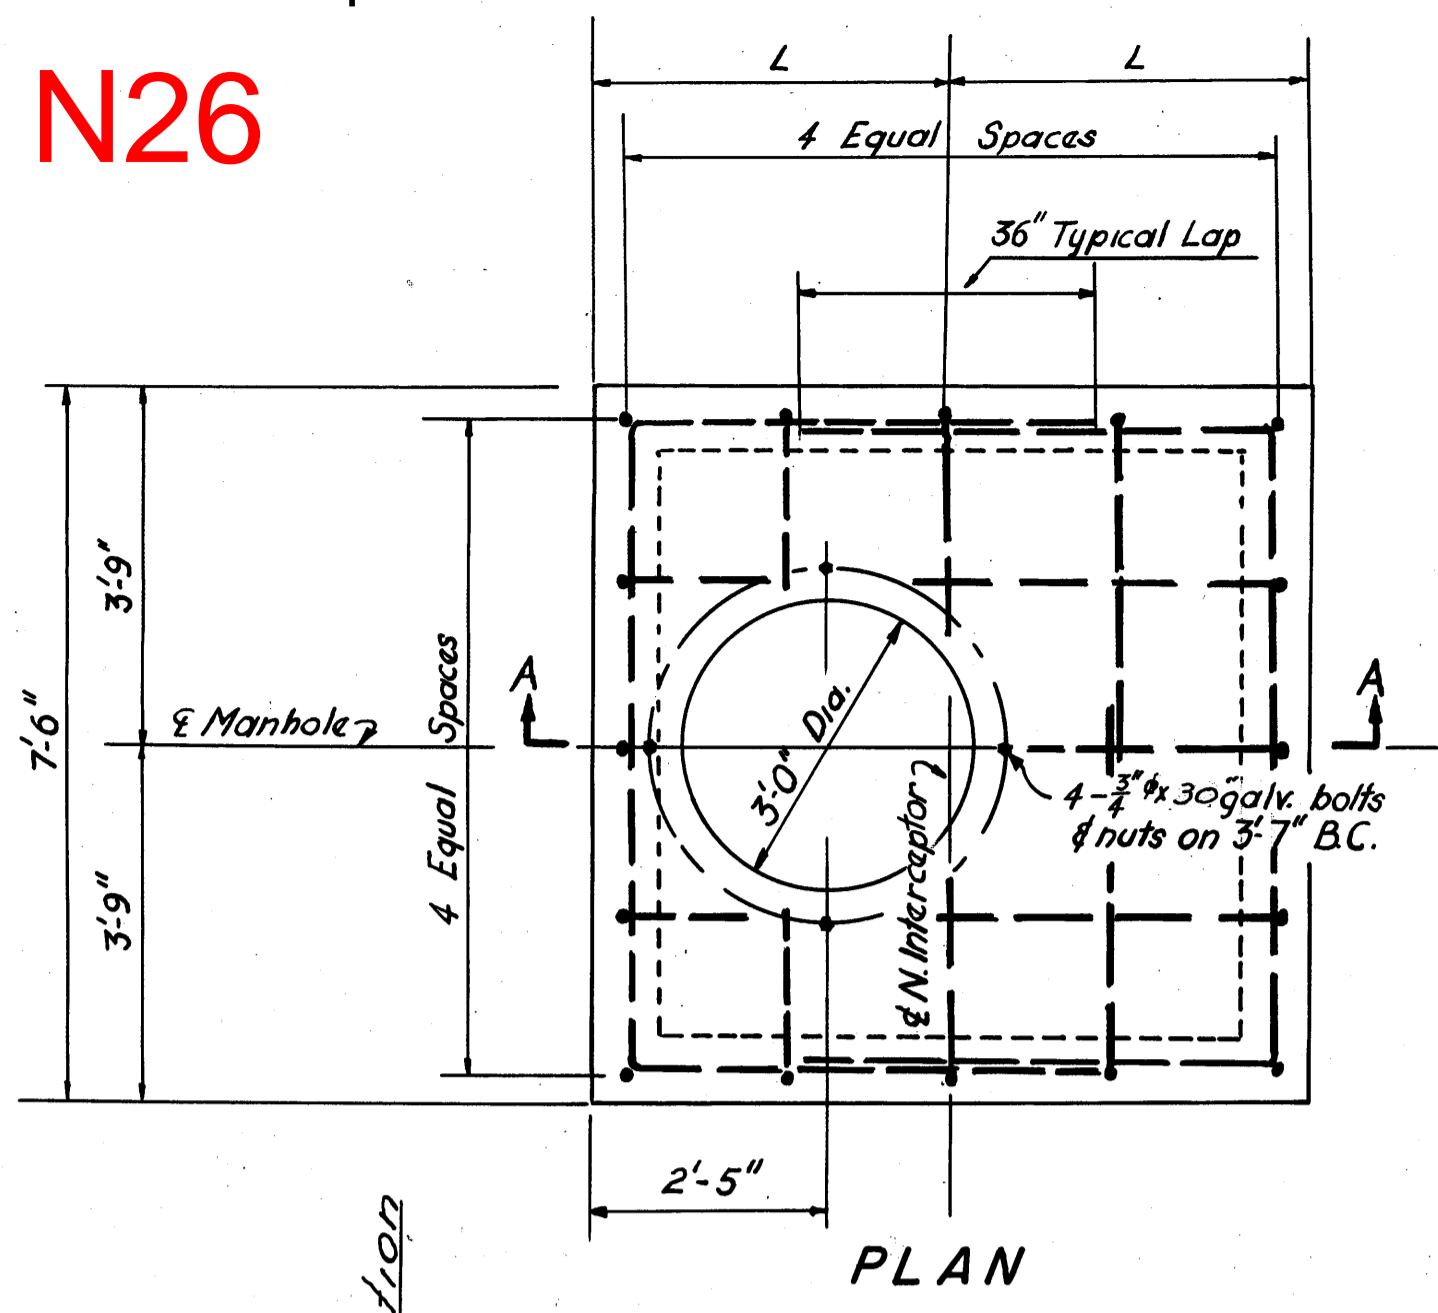 N26
L
L
4 Equal Spaces
36" Typical Lap
3'-9"
7'-6"
3'-9"
4 Equal Spaces
℄ Manhole
A
A
3'-0" Dia.
℄ N. Interceptor
4-3/4"ϕx30"galv. bolts
& nuts on 3'-7" B.C.
2'-5"
tion
PLAN